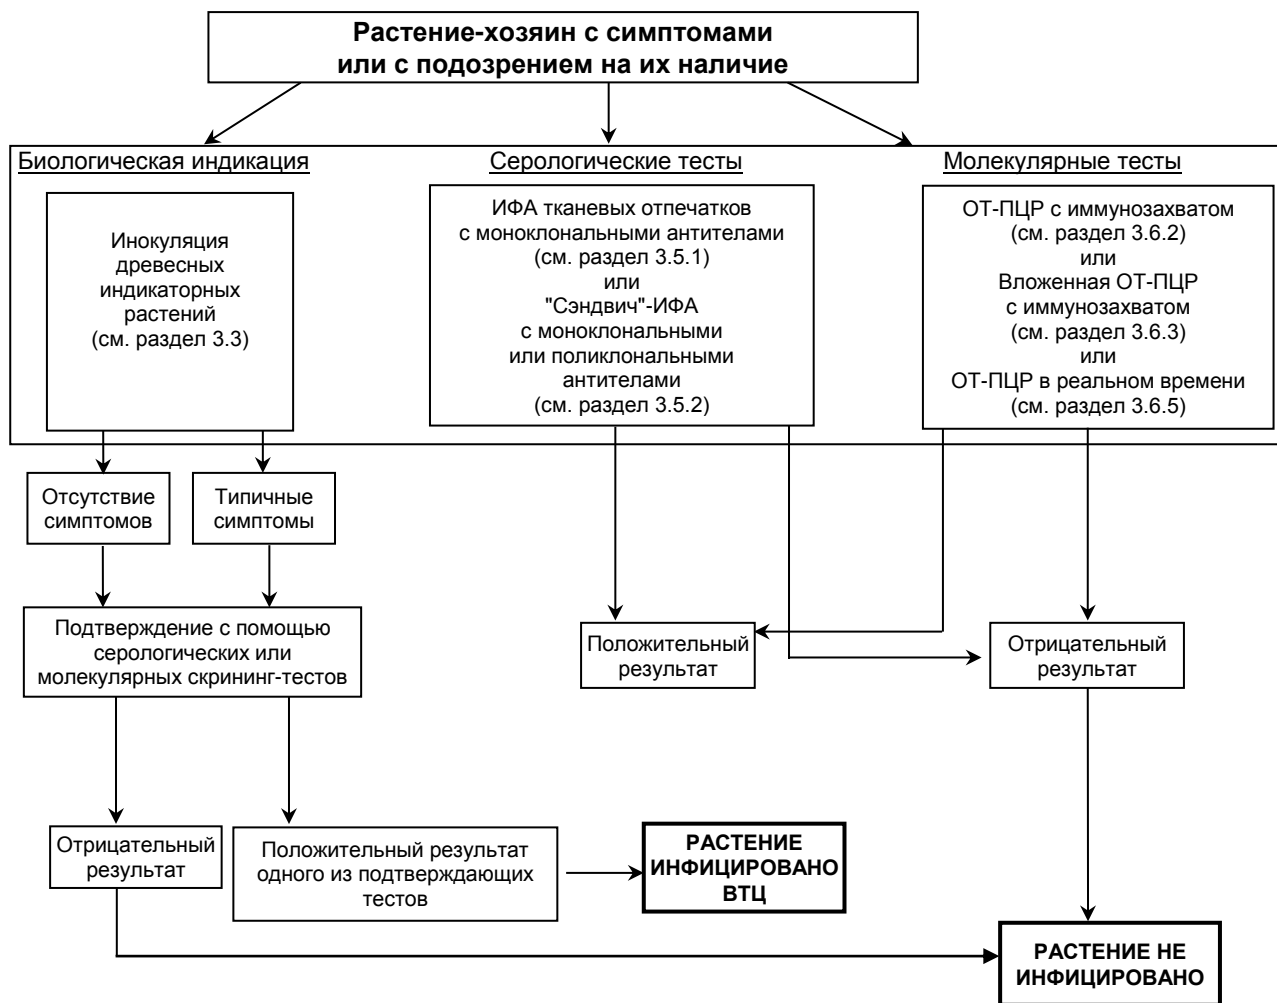 Растение-хозяин с симптомами
или с подозрением на их наличие
Биологическая индикация
Серологические тесты
Молекулярные тесты
Инокуляция
древесных
индикаторных
растений
(см. раздел 3.3)
ИФА тканевых отпечатков
с моноклональными антителами
(см. раздел 3.5.1)
или
"Сэндвич"-ИФА
с моноклональными
или поликлональными
антителами
(см. раздел 3.5.2)
ОТ-ПЦР с иммунозахватом
(см. раздел 3.6.2)
или
Вложенная ОТ-ПЦР
с иммунозахватом
(см. раздел 3.6.3)
или
ОТ-ПЦР в реальном времени
(см. раздел 3.6.5)
Отсутствие
симптомов
Типичные
симптомы
Подтверждение с помощью
серологических или
молекулярных скрининг-тестов
Положительный
результат
Отрицательный
результат
Отрицательный
результат
Положительный результат
одного из подтверждающих
тестов
РАСТЕНИЕ
ИНФИЦИРОВАНО
ВТЦ
РАСТЕНИЕ НЕ
ИНФИЦИРОВАНО